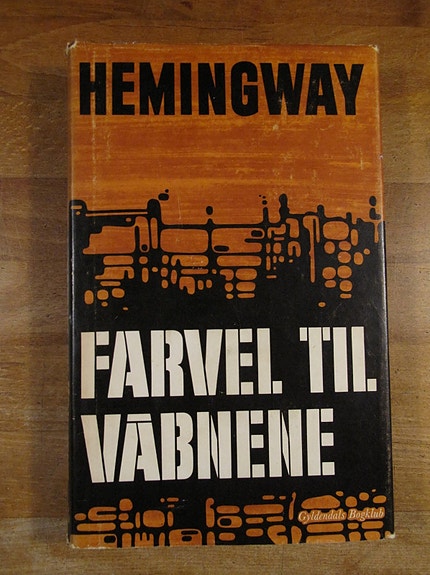 HEMINGWAY
FARVEL TIL
VÅBNENE
Gyldendals Bogklub